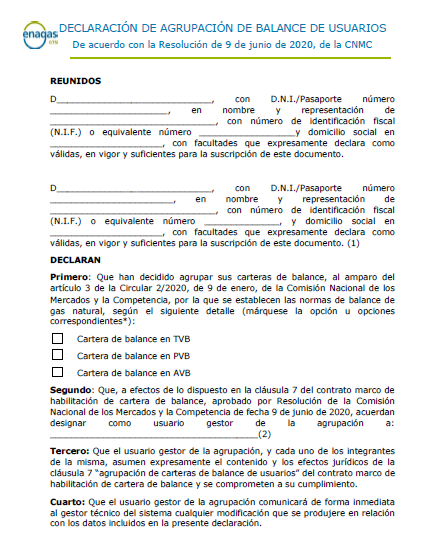 enagas
GTS
DECLARACIÓN DE AGRUPACIÓN DE BALANCE DE USUARIOS
De acuerdo con la Resolución de 9 de junio de 2020, de la CNMC
REUNIDOS
D________________________________, con D.N.I./Pasaporte número
________________________, en nombre y representación de
__________________________________, con número de identificación fiscal
(N.I.F.) o equivalente número ____________________y domicilio social en
_______________________, con facultades que expresamente declara como
válidas, en vigor y suficientes para la suscripción de este documento.
D________________________________, con D.N.I./Pasaporte número
__________________________, en nombre y representación de
__________________________________, con número de identificación fiscal
(N.I.F.) o equivalente número _____________________, y domicilio social en
_______________________, con facultades que expresamente declara como
válidas, en vigor y suficientes para la suscripción de este documento. (1)
DECLARAN
Primero: Que han decidido agrupar sus carteras de balance, al amparo del
artículo 3 de la Circular 2/2020, de 9 de enero, de la Comisión Nacional de los
Mercados y la Competencia, por la que se establecen las normas de balance de
gas natural, según el siguiente detalle (márquese la opción u opciones
correspondientes*):
Cartera de balance en TVB
Cartera de balance en PVB
Cartera de balance en AVB
Segundo: Que, a efectos de lo dispuesto en la cláusula 7 del contrato marco de
habilitación de cartera de balance, aprobado por Resolución de la Comisión
Nacional de los Mercados y la Competencia de fecha 9 de junio de 2020, acuerdan
designar como usuario gestor de la agrupación a:
___________________________________________(2)
Tercero: Que el usuario gestor de la agrupación, y cada uno de los integrantes
de la misma, asumen expresamente el contenido y los efectos jurídicos de la
cláusula 7 “agrupación de carteras de balance de usuarios” del contrato marco de
habilitación de cartera de balance y se comprometen a su cumplimiento.
Cuarto: Que el usuario gestor de la agrupación comunicará de forma inmediata
al gestor técnico del sistema cualquier modificación que se produjere en relación
con los datos incluidos en la presente declaración.